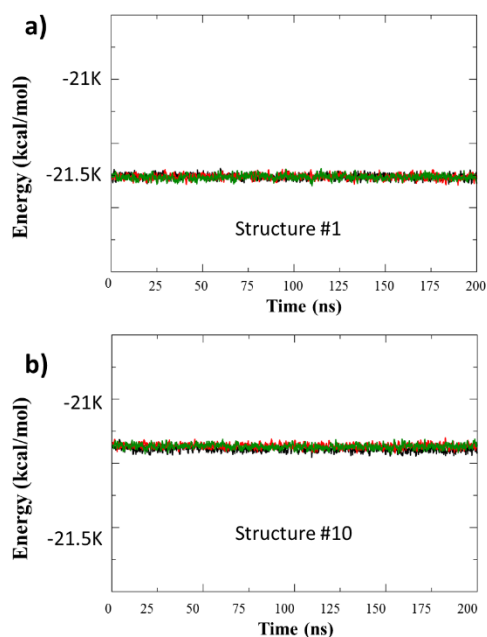 a)
-21K
-21.5K
Energy (kcal/mol)
Structure #1
0 25 50 75 100 125 150 175 200
Time (ns)
b)
-21K
-21.5K
Energy (kcal/mol)
Structure #10
0 25 50 75 100 125 150 175 200
Time (ns)